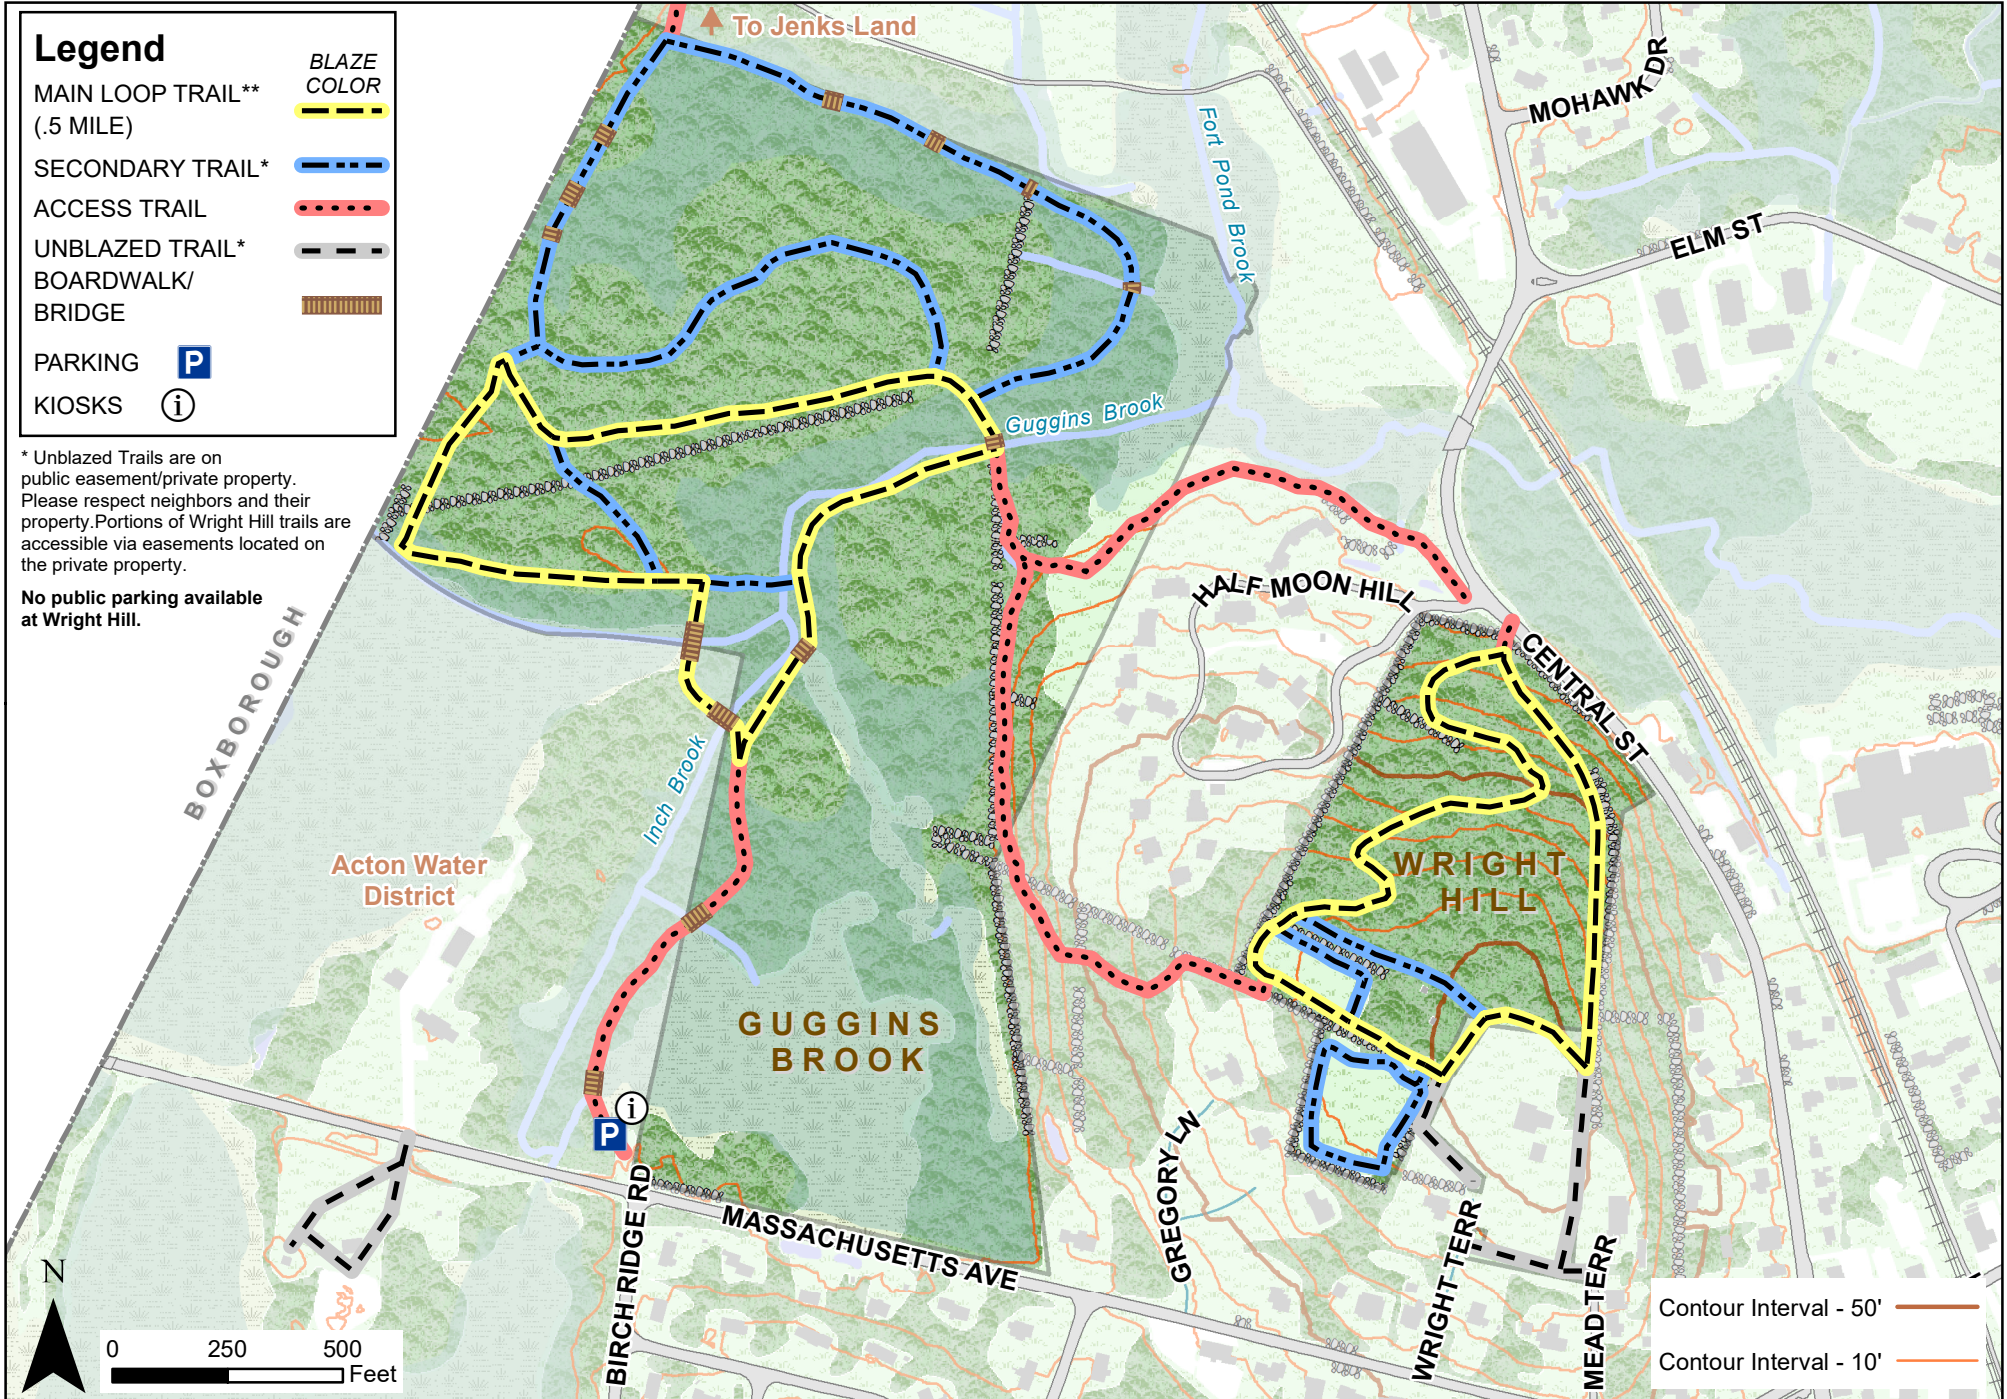 Legend
BLAZE
COLOR
MAIN LOOP TRAIL**
(.5 MILE)
SECONDARY TRAIL*
ACCESS TRAIL
UNBLAZED TRAIL*
BOARDWALK/
BRIDGE
PARKING P
KIOSKS i
* Unblazed Trails are on
public easement/private property.
Please respect neighbors and their
property.Portions of Wright Hill trails are
accessible via easements located on
the private property.
No public parking available
at Wright Hill.
To Jenks Land
MOHAWK DR
Fort Pond Brook
ELM ST
Guggins Brook
HALF MOON HILL
CENTRAL ST
BOXBOROUGH
Inch Brook
Acton Water
District
WRIGHT
HILL
GUGGINS
BROOK
i
P
GREGORY LN
BIRCH RIDGE RD
MASSACHUSETTS AVE
WRIGHT TERR
MEAD TERR
N
0 250 500
Feet
Contour Interval - 50'
Contour Interval - 10'